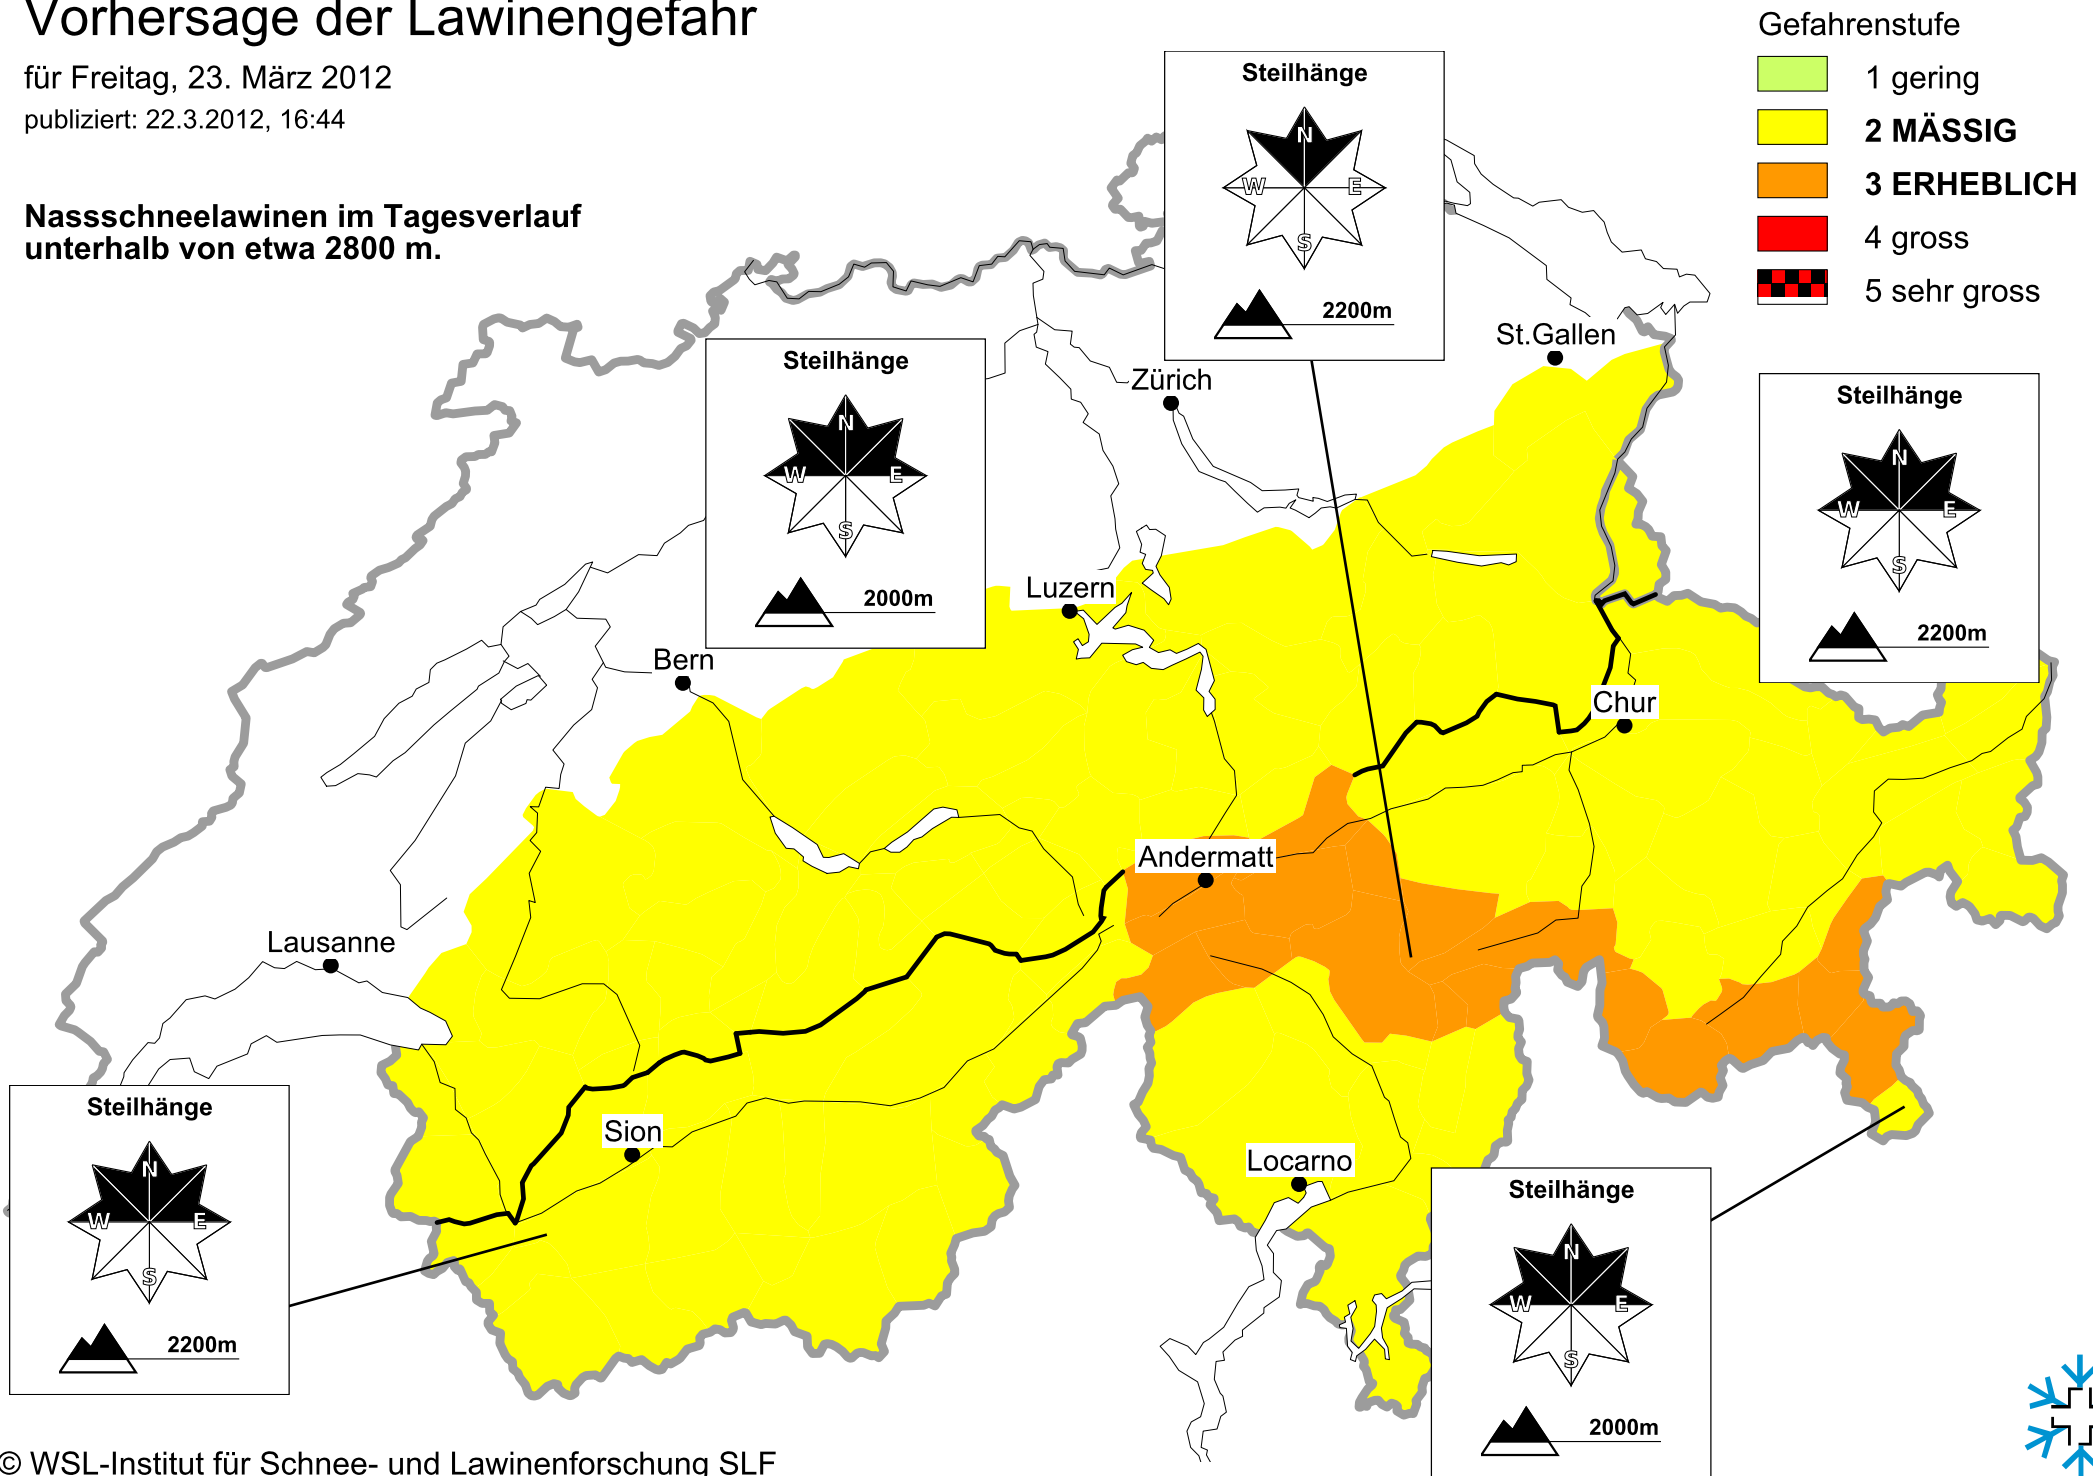 Vorhersage der Lawinengefahr
für Freitag, 23. März 2012
publiziert: 22.3.2012, 16:44
Nassschneelawinen im Tagesverlauf
unterhalb von etwa 2800 m.
Gefahrenstufe
1 gering
2 MÄSSIG
3 ERHEBLICH
4 gross
5 sehr gross
Steilhänge
N
W
E
S
2200m
Steilhänge
N
W
E
S
2000m
Steilhänge
N
W
E
S
2200m
St.Gallen
Zürich
Luzern
Bern
Chur
Andermatt
Lausanne
Sion
Locarno
Steilhänge
N
W
E
S
2200m
Steilhänge
N
W
E
S
2000m
© WSL-Institut für Schnee- und Lawinenforschung SLF